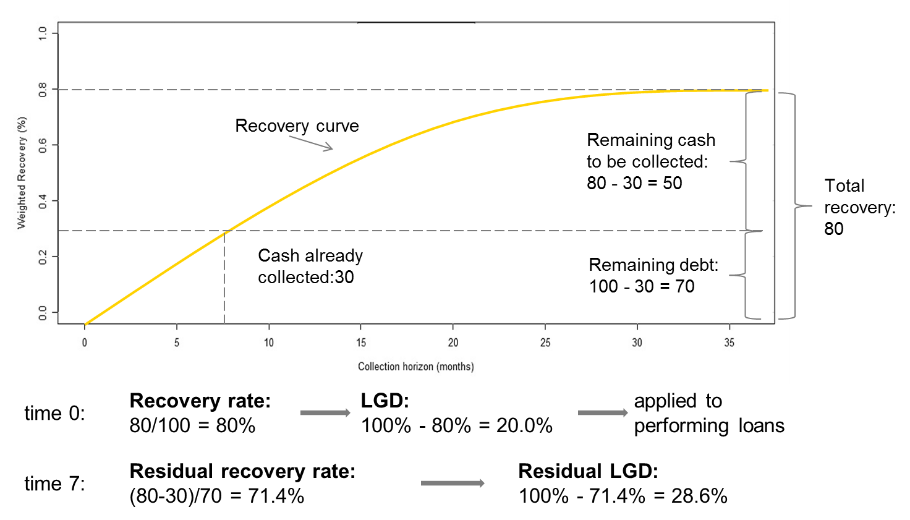 1.0
0.8
0.6
0.4
0.2
0.0
Weighted Recovery (%)
Recovery curve
Cash already
collected:30
Remaining cash
to be collected:
80 - 30 = 50
Remaining debt:
100 - 30 = 70
Total
recovery:
80
0 5 10 15 20 25 30 35
Collection horizon (months)
time 0:
Recovery rate:
80/100 = 80%
LGD:
100% - 80% = 20.0%
applied to
performing loans
time 7:
Residual recovery rate:
(80-30)/70 = 71.4%
Residual LGD:
100% - 71.4% = 28.6%